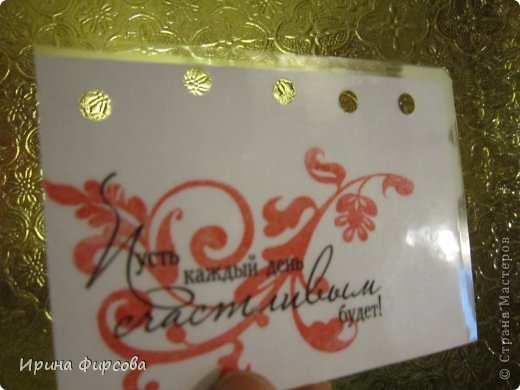 Пусть
каждый день
счастливым
будет!
Ирина Фирсова
© Страна Мастеров